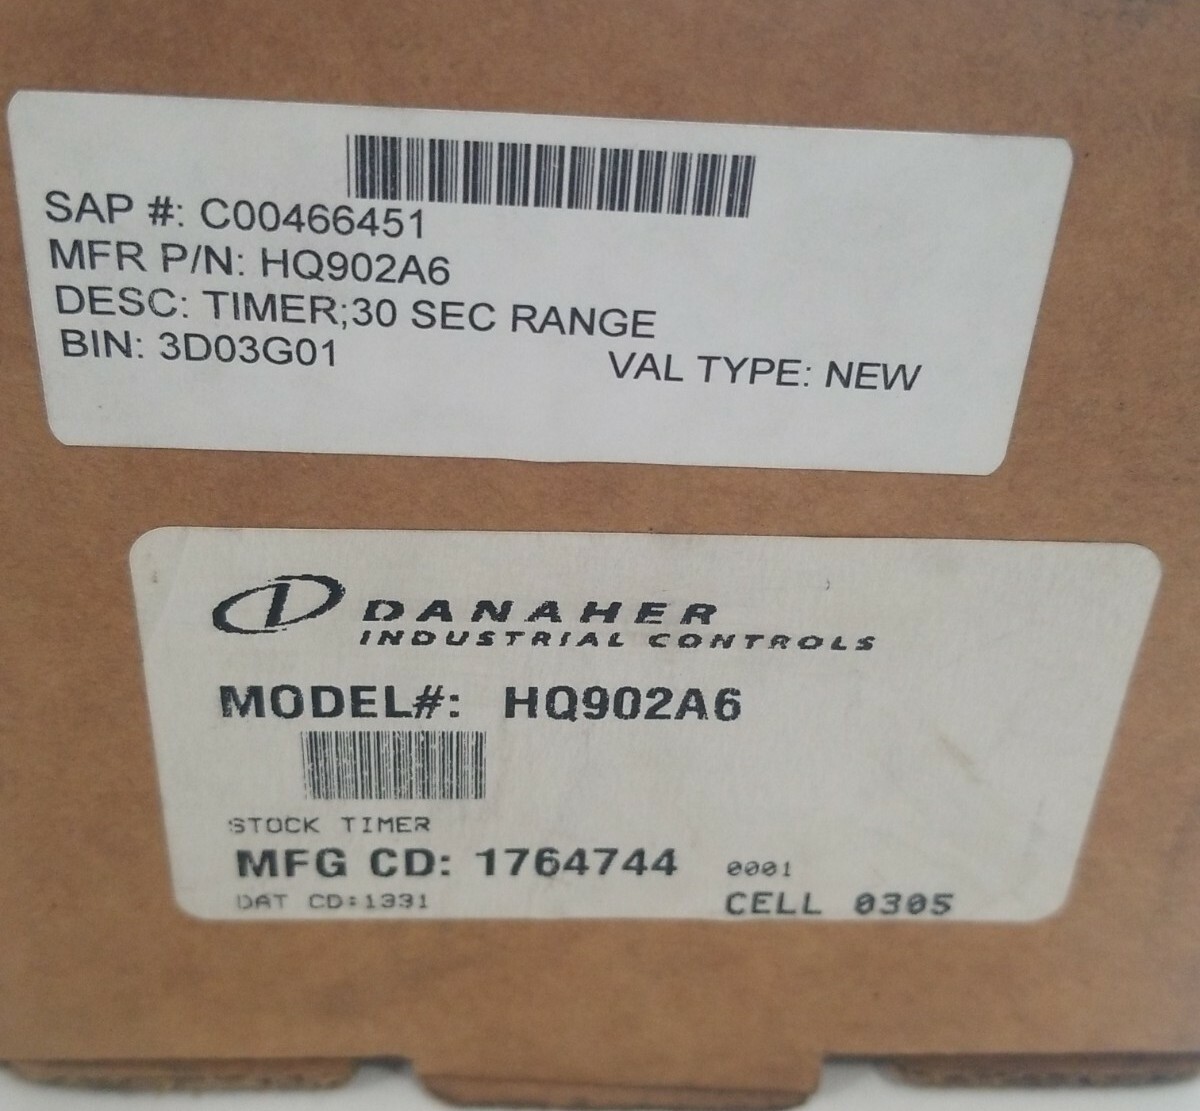 SAP #: C00466451
MFR P/N: HQ902A6
DESC: TIMER;30 SEC RANGE
BIN: 3D03G01 VAL TYPE: NEW
DANAHER
INDUSTRIAL CONTROLS
MODEL#: HQ902A6
STOCK TIMER
MFG CD: 1764744 0001
DAT CD:1331 CELL 0305